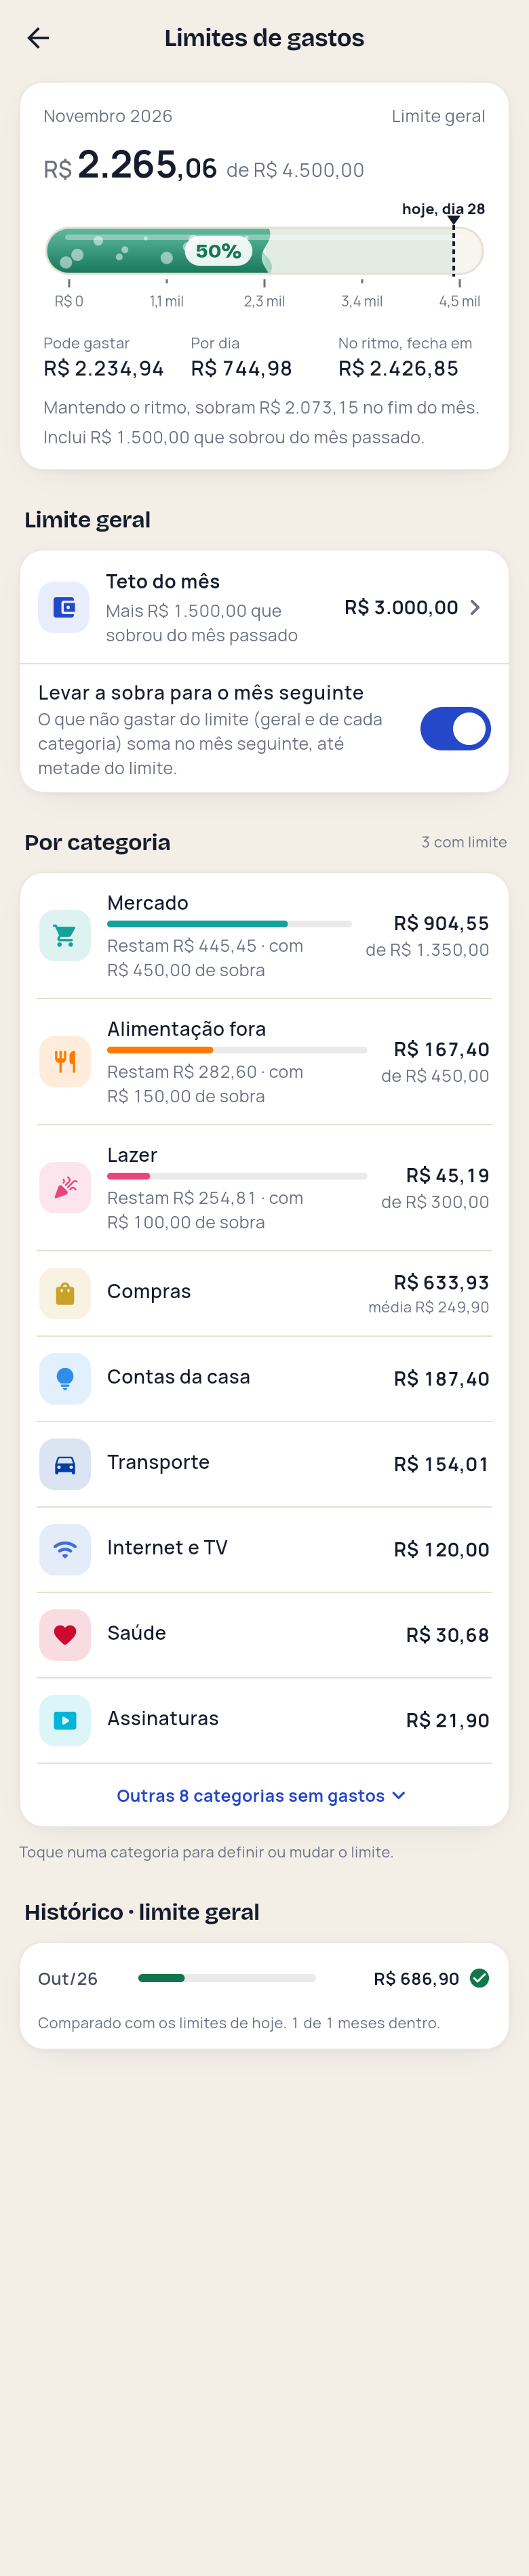 Limites de gastos
Novembro 2026
Limite geral
R$ 2.265,06 de R$ 4.500,00
hoje, dia 28
50%
R$ 0
1,1 mil
2,3 mil
3,4 mil
4,5 mil
Pode gastar
R$ 2.234,94
Por dia
R$ 744,98
No ritmo, fecha em
R$ 2.426,85
Mantendo o ritmo, sobram R$ 2.073,15 no fim do mês.
Inclui R$ 1.500,00 que sobrou do mês passado.
Limite geral
Teto do mês
Mais R$ 1.500,00 que
sobrou do mês passado
R$ 3.000,00
Levar a sobra para o mês seguinte
O que não gastar do limite (geral e de cada
categoria) soma no mês seguinte, até
metade do limite.
Por categoria
3 com limite
Mercado
Restam R$ 445,45 · com
R$ 450,00 de sobra
R$ 904,55
de R$ 1.350,00
Alimentação fora
Restam R$ 282,60 · com
R$ 150,00 de sobra
R$ 167,40
de R$ 450,00
Lazer
Restam R$ 254,81 · com
R$ 100,00 de sobra
R$ 45,19
de R$ 300,00
Compras
R$ 633,93
média R$ 249,90
Contas da casa
R$ 187,40
Transporte
R$ 154,01
Internet e TV
R$ 120,00
Saúde
R$ 30,68
Assinaturas
R$ 21,90
Outras 8 categorias sem gastos
Toque numa categoria para definir ou mudar o limite.
Histórico · limite geral
Out/26
R$ 686,90
Comparado com os limites de hoje. 1 de 1 meses dentro.